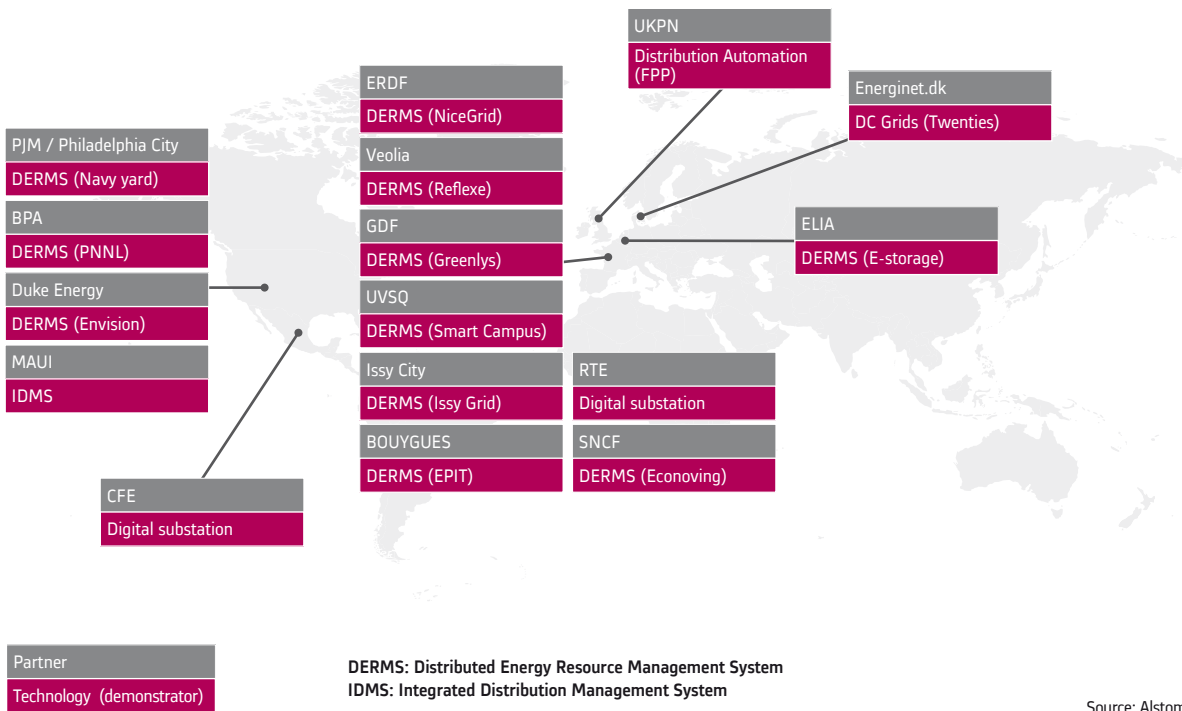 UKPN
Distribution Automation
(FPP)
ERDF
DERMS (NiceGrid)
Energinet.dk
DC Grids (Twenties)
PJM / Philadelphia City
DERMS (Navy yard)
Veolia
DERMS (Reflexe)
BPA
DERMS (PNNL)
GDF
DERMS (Greenlys)
ELIA
DERMS (E-storage)
Duke Energy
DERMS (Envision)
UVSQ
DERMS (Smart Campus)
MAUI
IDMS
Issy City
DERMS (Issy Grid)
RTE
Digital substation
BOUYGUES
DERMS (EPIT)
SNCF
DERMS (Econoving)
CFE
Digital substation
Partner
Technology (demonstrator)
DERMS: Distributed Energy Resource Management System
IDMS: Integrated Distribution Management System
Source: Alstom